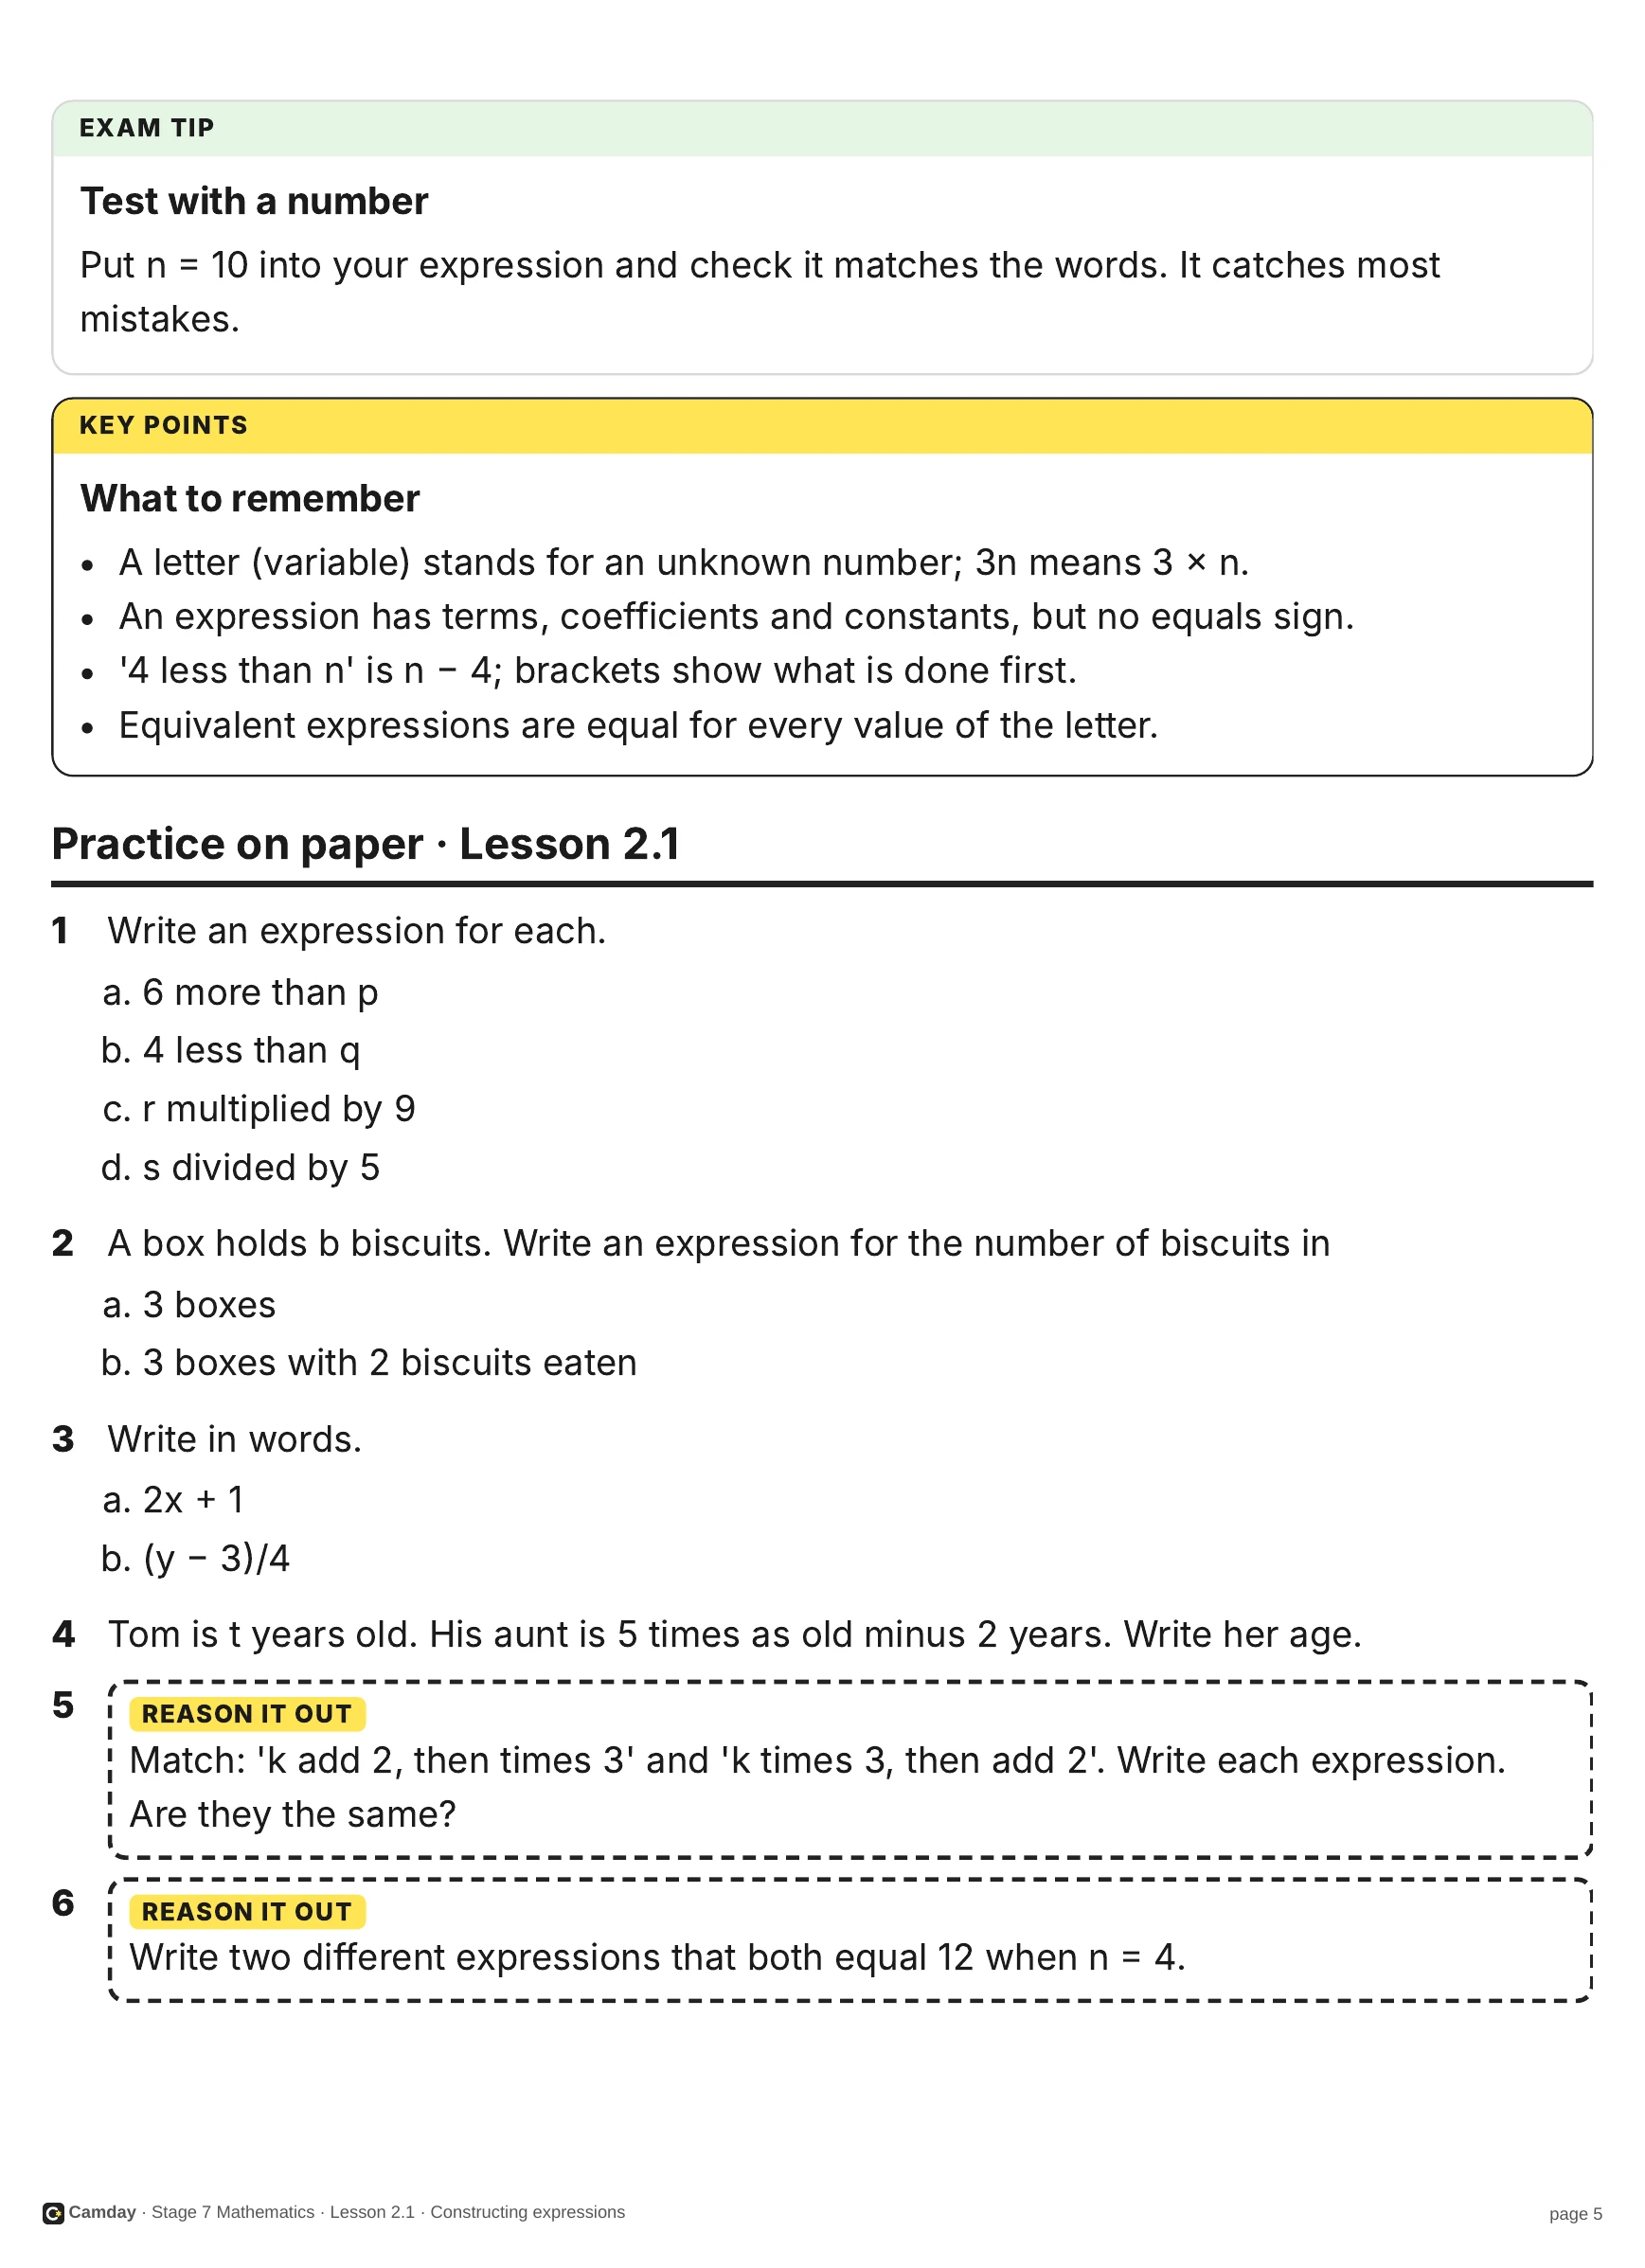 EXAM TIP
Test with a number
Put n = 10 into your expression and check it matches the words. It catches most
mistakes.
KEY POINTS
What to remember
• A letter (variable) stands for an unknown number; 3n means 3 × n.
• An expression has terms, coefficients and constants, but no equals sign.
• '4 less than n' is n − 4; brackets show what is done first.
• Equivalent expressions are equal for every value of the letter.
Practice on paper · Lesson 2.1
1 Write an expression for each.
a. 6 more than p
b. 4 less than q
c. r multiplied by 9
d. s divided by 5
2 A box holds b biscuits. Write an expression for the number of biscuits in
a. 3 boxes
b. 3 boxes with 2 biscuits eaten
3 Write in words.
a. 2x + 1
b. (y − 3)/4
4 Tom is t years old. His aunt is 5 times as old minus 2 years. Write her age.
5 REASON IT OUT
Match: 'k add 2, then times 3' and 'k times 3, then add 2'. Write each expression.
Are they the same?
6 REASON IT OUT
Write two different expressions that both equal 12 when n = 4.
Camday · Stage 7 Mathematics · Lesson 2.1 · Constructing expressions
page 5